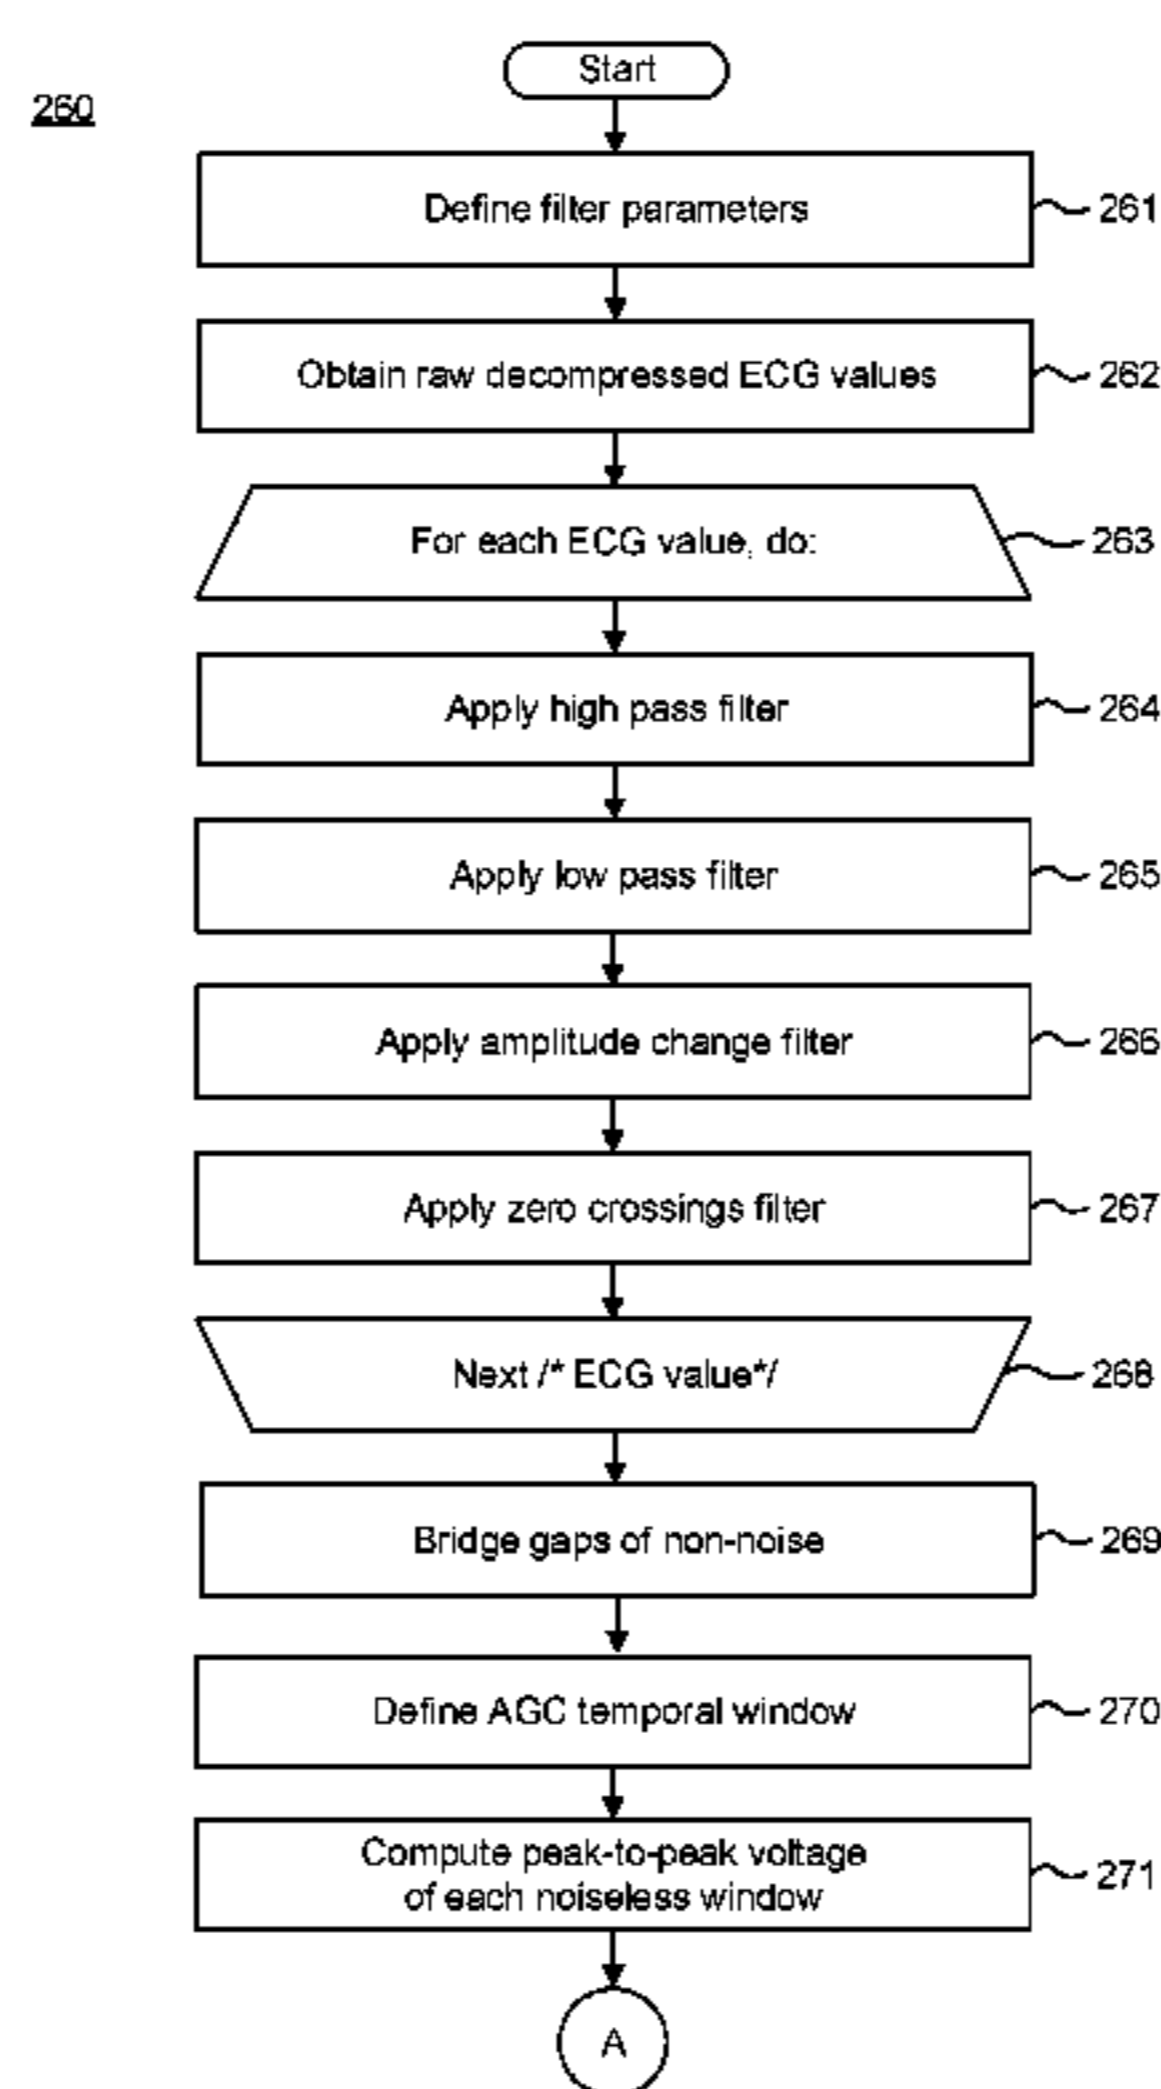 260
Start
Define filter parameters
261
Obtain raw decompressed ECG values
262
For each ECG value, do:
263
Apply high pass filter
264
Apply low pass filter
265
Apply amplitude change filter
266
Apply zero crossings filter
267
Next /* ECG value*/
268
Bridge gaps of non-noise
269
Define AGC temporal window
270
Compute peak-to-peak voltage
of each noiseless window
271
A